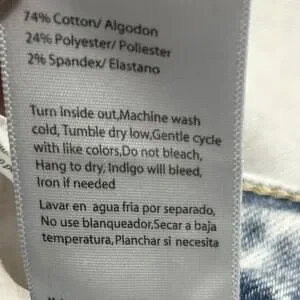 74% Cotton/ Algodon
24% Polyester/ Poliester
2% Spandex/ Elastano
Turn inside out,Machine wash
cold, Tumble dry low,Gentle cycle
with like colors,Do not bleach,
Hang to dry, Indigo will bleed,
Iron if needed
Lavar en agua fria por separado,
No use blanqueador,Secar a baja
temperatura,Planchar si necesita